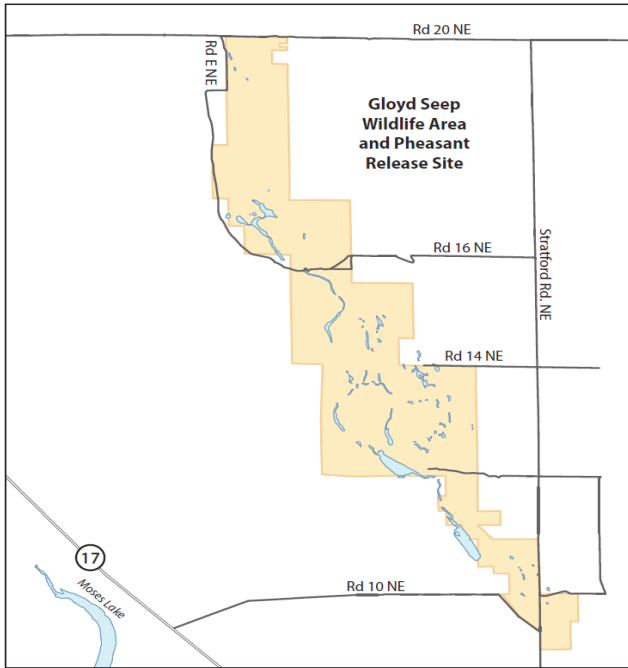 Rd 20 NE
Rd E NE
Gloyd Seep
Wildlife Area
and Pheasant
Release Site
Rd 16 NE
Stratford Rd. NE
Rd 14 NE
17
Moses Lake
Rd 10 NE